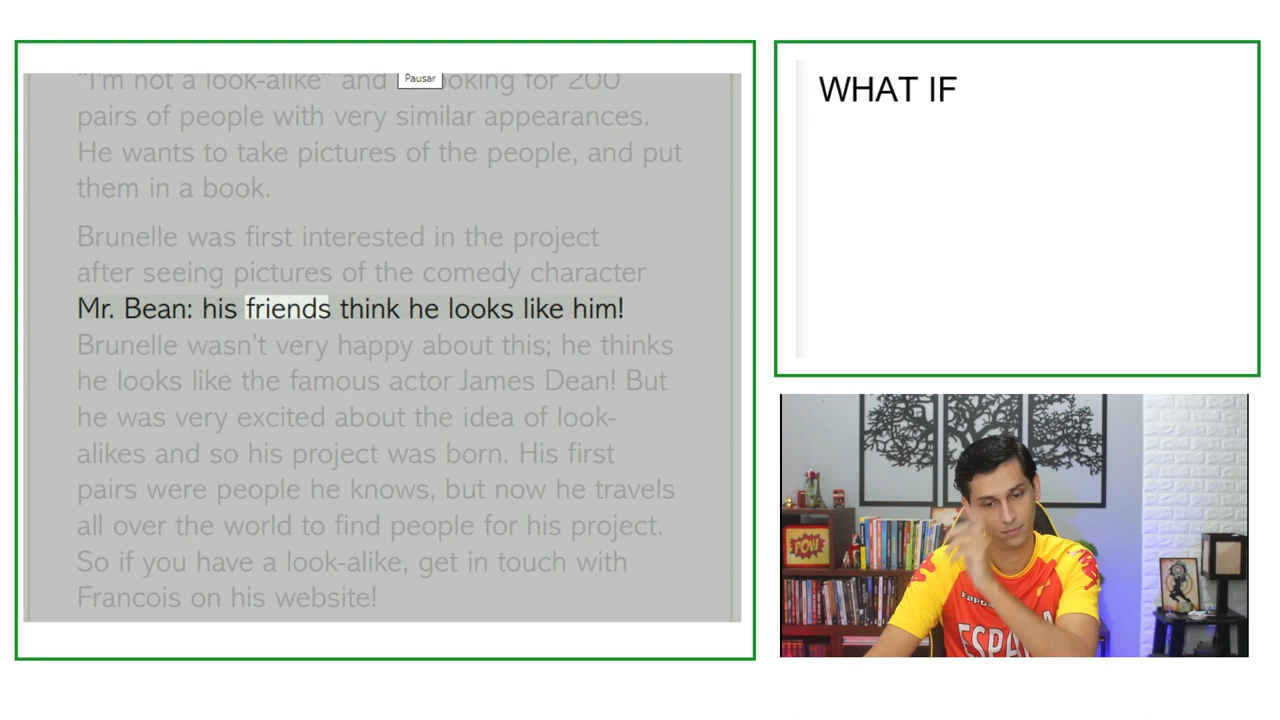 "I'm not a look-alike" and looking for 200
Pausar
pairs of people with very similar appearances.
He wants to take pictures of the people, and put
them in a book.
Brunelle was first interested in the project
after seeing pictures of the comedy character
Mr. Bean: his friends think he looks like him!
Brunelle wasn't very happy about this; he thinks
he looks like the famous actor James Dean! But
he was very excited about the idea of look-
alikes and so his project was born. His first
pairs were people he knows, but now he travels
all over the world to find people for his project.
So if you have a look-alike, get in touch with
Francois on his website!
WHAT IF
POW
Kappa
ESPAÑA